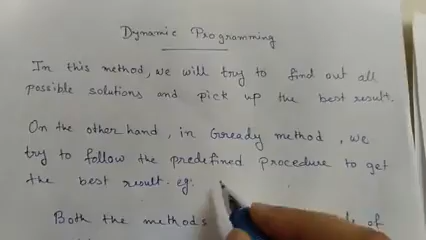 Dynamic Programming
In this method, we will try to find out all
possible solutions and pick up the best result.
On the other hand, in Gready method, we
try to follow the predefined procedure to get
the best result. eg:
Both the methods of